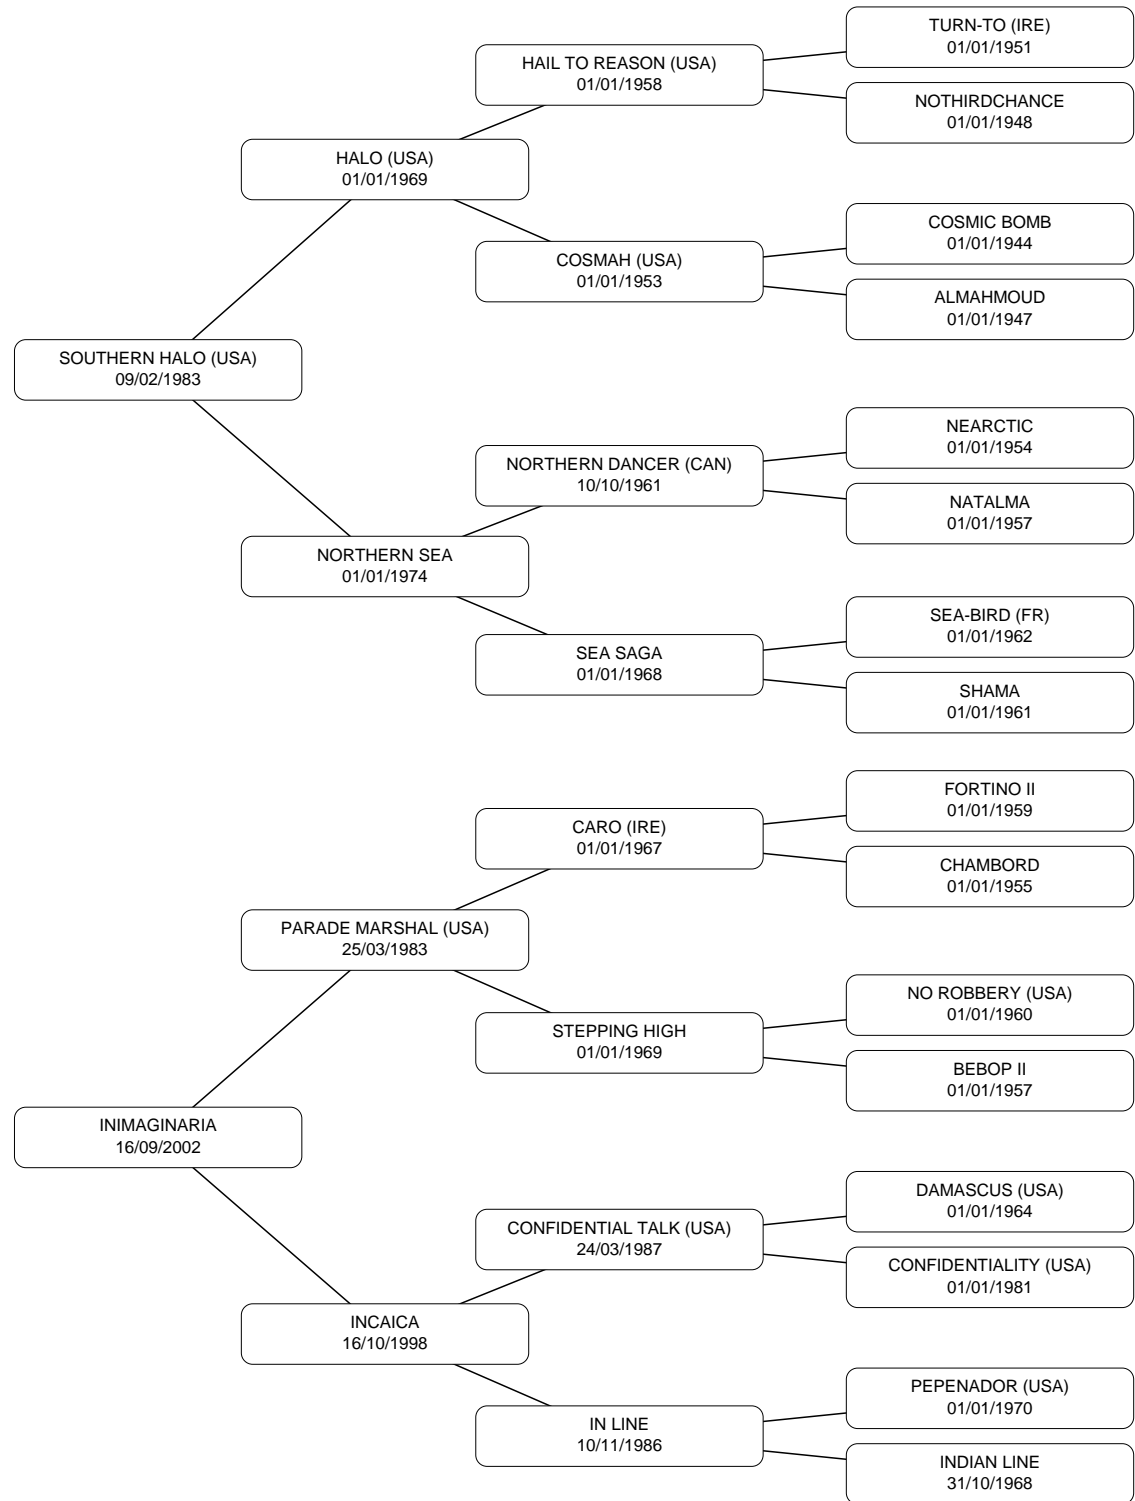 TURN-TO (IRE)
01/01/1951
HAIL TO REASON (USA)
01/01/1958
NOTHIRDCHANCE
01/01/1948
HALO (USA)
01/01/1969
COSMIC BOMB
01/01/1944
COSMAH (USA)
01/01/1953
ALMAHMOUD
01/01/1947
SOUTHERN HALO (USA)
09/02/1983
NEARCTIC
01/01/1954
NORTHERN DANCER (CAN)
10/10/1961
NATALMA
01/01/1957
NORTHERN SEA
01/01/1974
SEA-BIRD (FR)
01/01/1962
SEA SAGA
01/01/1968
SHAMA
01/01/1961
FORTINO II
01/01/1959
CARO (IRE)
01/01/1967
CHAMBORD
01/01/1955
PARADE MARSHAL (USA)
25/03/1983
NO ROBBERY (USA)
01/01/1960
STEPPING HIGH
01/01/1969
BEBOP II
01/01/1957
INIMAGINARIA
16/09/2002
DAMASCUS (USA)
01/01/1964
CONFIDENTIAL TALK (USA)
24/03/1987
CONFIDENTIALITY (USA)
01/01/1981
INCAICA
16/10/1998
PEPENADOR (USA)
01/01/1970
IN LINE
10/11/1986
INDIAN LINE
31/10/1968